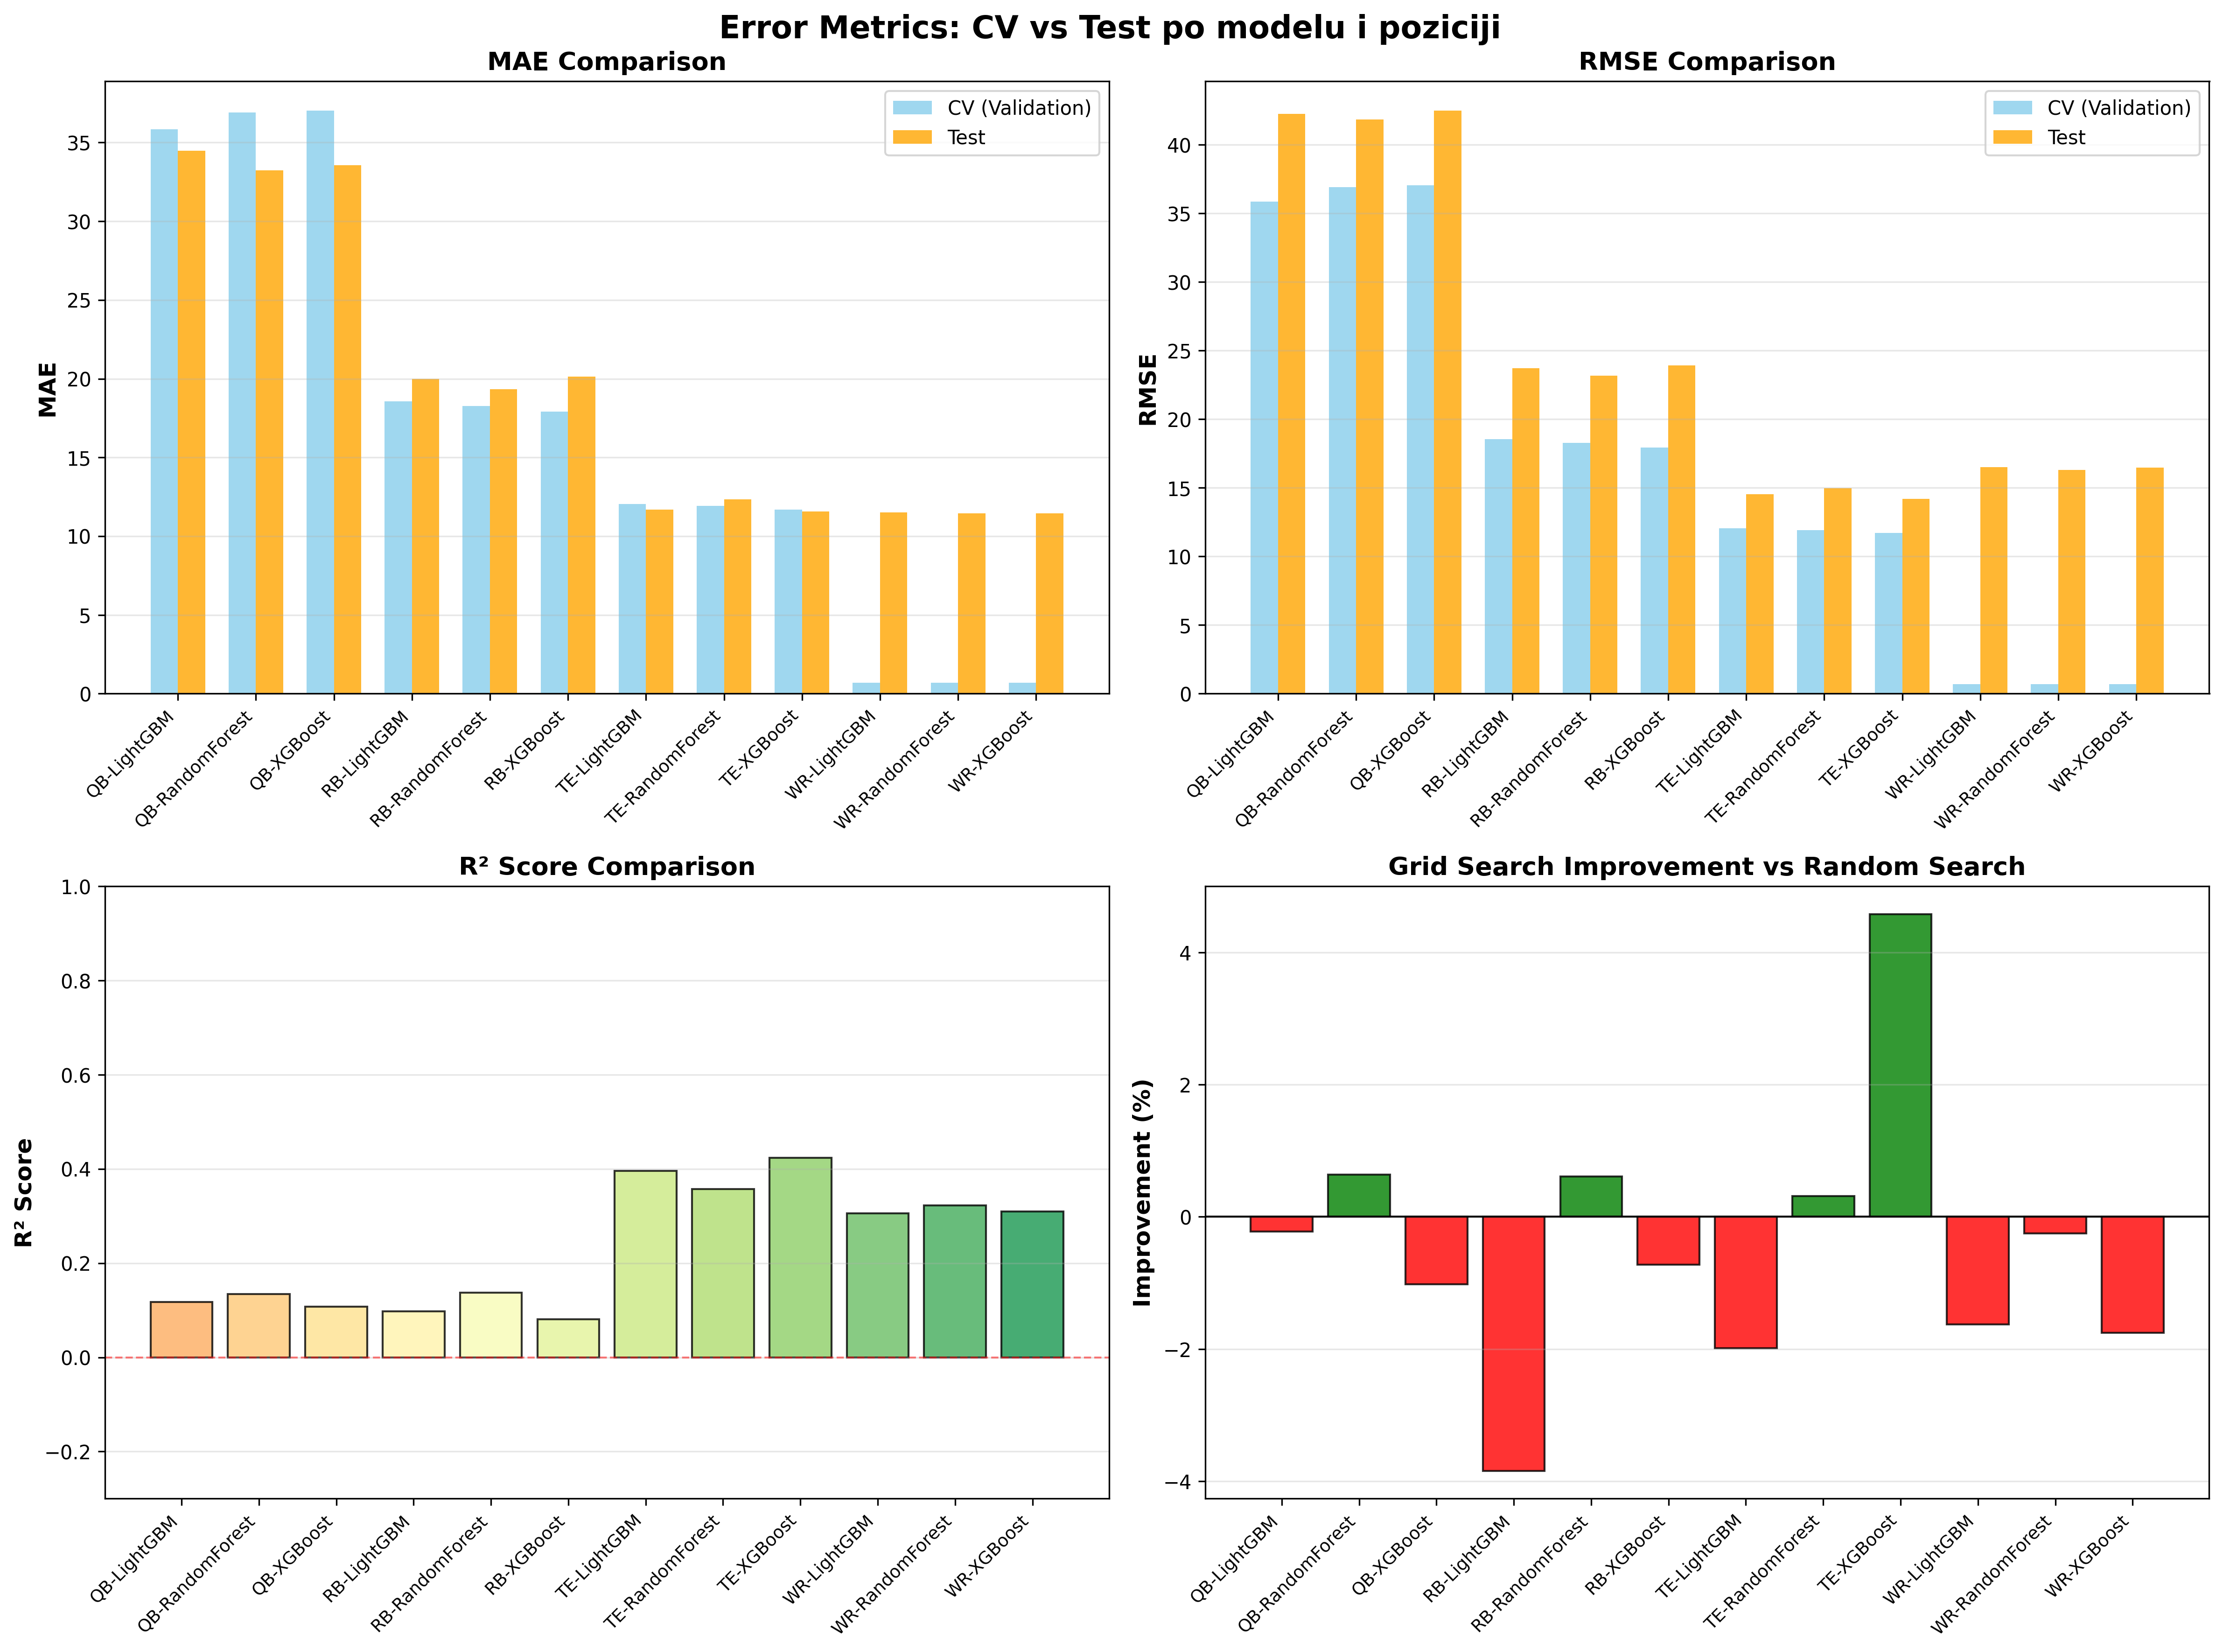 Error Metrics: CV vs Test po modelu i poziciji
MAE Comparison
CV (Validation)
Test
MAE
35
30
25
20
15
10
5
0
QB-LightGBM
QB-RandomForest
QB-XGBoost
RB-LightGBM
RB-RandomForest
RB-XGBoost
TE-LightGBM
TE-RandomForest
TE-XGBoost
WR-LightGBM
WR-RandomForest
WR-XGBoost
RMSE Comparison
CV (Validation)
Test
RMSE
40
35
30
25
20
15
10
5
0
QB-LightGBM
QB-RandomForest
QB-XGBoost
RB-LightGBM
RB-RandomForest
RB-XGBoost
TE-LightGBM
TE-RandomForest
TE-XGBoost
WR-LightGBM
WR-RandomForest
WR-XGBoost
R² Score Comparison
R² Score
1.0
0.8
0.6
0.4
0.2
0.0
−0.2
QB-LightGBM
QB-RandomForest
QB-XGBoost
RB-LightGBM
RB-RandomForest
RB-XGBoost
TE-LightGBM
TE-RandomForest
TE-XGBoost
WR-LightGBM
WR-RandomForest
WR-XGBoost
Grid Search Improvement vs Random Search
Improvement (%)
4
2
0
−2
−4
QB-LightGBM
QB-RandomForest
QB-XGBoost
RB-LightGBM
RB-RandomForest
RB-XGBoost
TE-LightGBM
TE-RandomForest
TE-XGBoost
WR-LightGBM
WR-RandomForest
WR-XGBoost